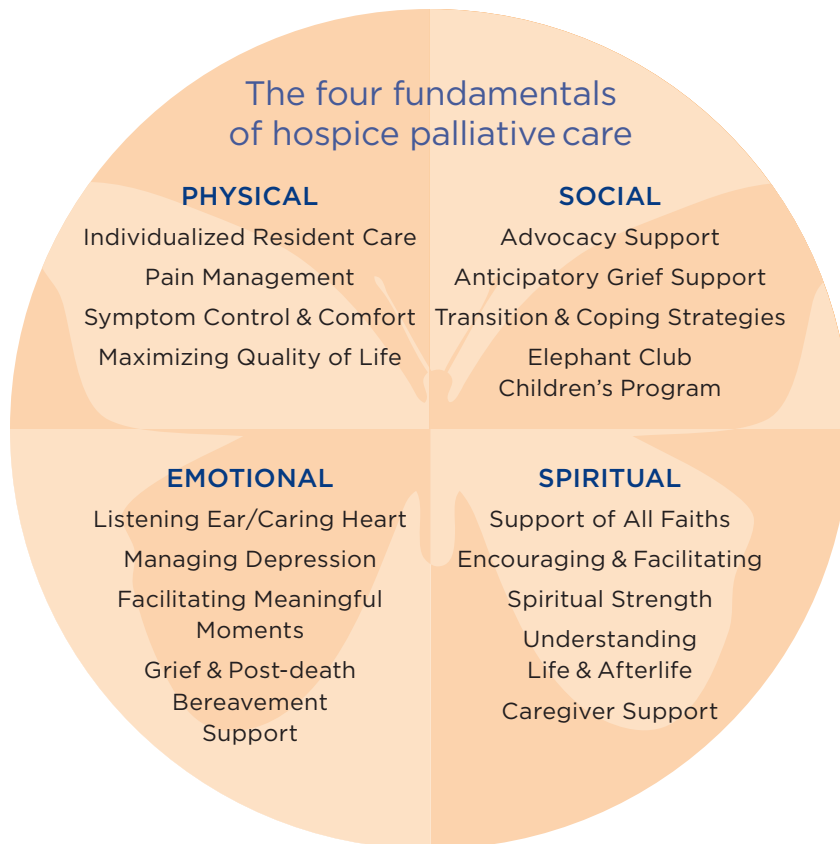 The four fundamentals
of hospice palliative care
PHYSICAL
Individualized Resident Care
Pain Management
Symptom Control & Comfort
Maximizing Quality of Life
SOCIAL
Advocacy Support
Anticipatory Grief Support
Transition & Coping Strategies
Elephant Club
Children’s Program
EMOTIONAL
Listening Ear/Caring Heart
Managing Depression
Facilitating Meaningful
Moments
Grief & Post-death
Bereavement
Support
SPIRITUAL
Support of All Faiths
Encouraging & Facilitating
Spiritual Strength
Understanding
Life & Afterlife
Caregiver Support